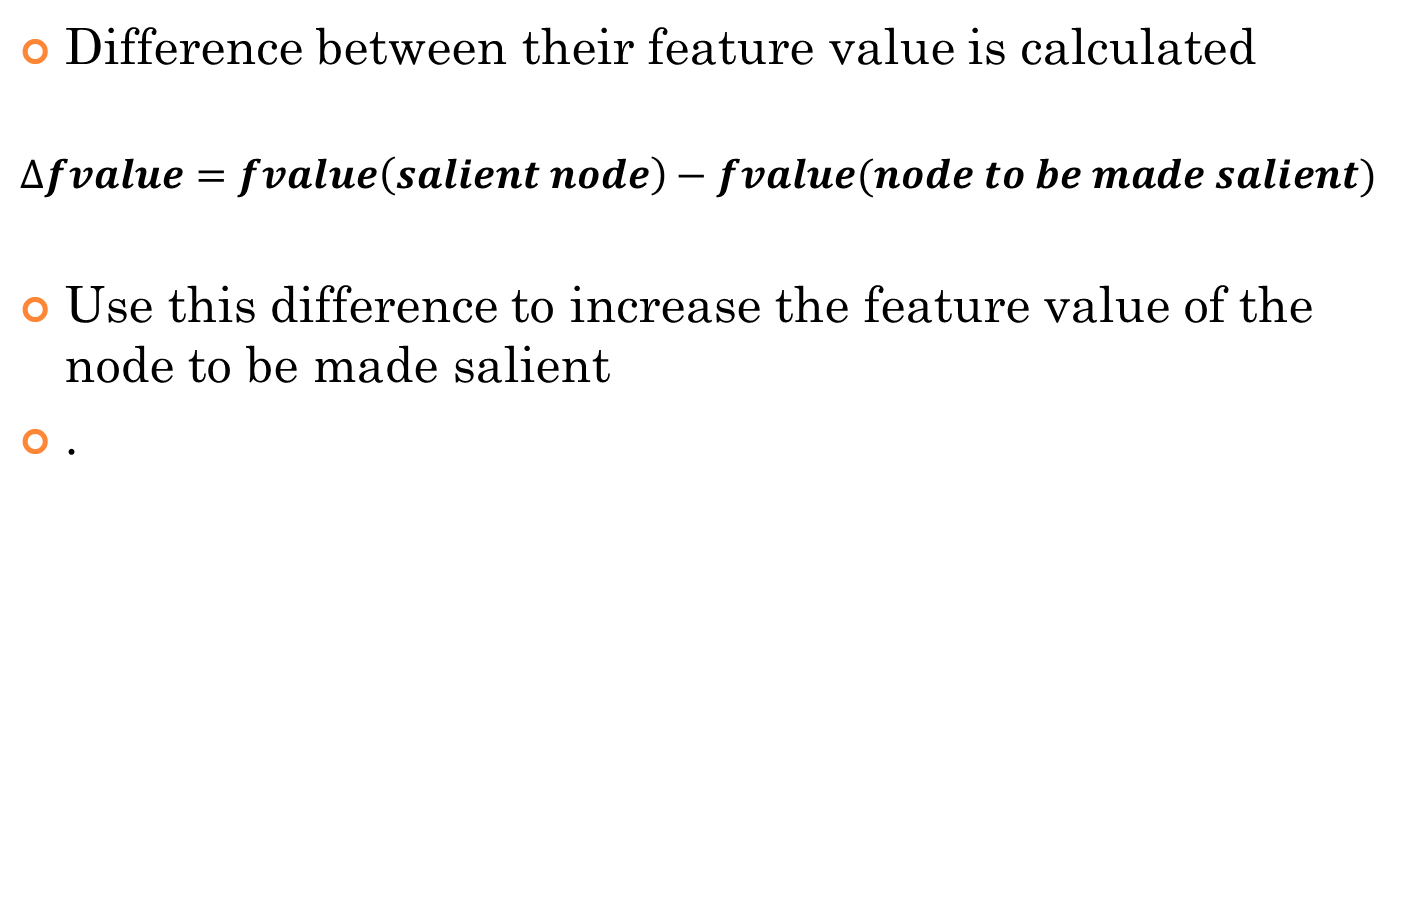 Difference between their feature value is calculated
Δfvalue = fvalue(salient node) − fvalue(node to be made salient)
Use this difference to increase the feature value of the
node to be made salient
.